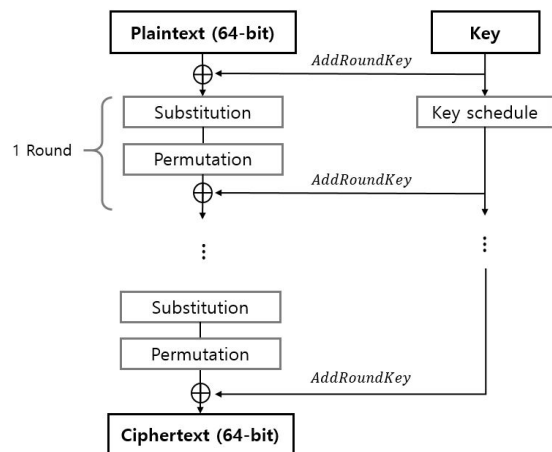 Plaintext (64-bit)
Key
AddRoundKey
Substitution
Key schedule
1 Round
Permutation
AddRoundKey
⋮
⋮
Substitution
Permutation
AddRoundKey
Ciphertext (64-bit)